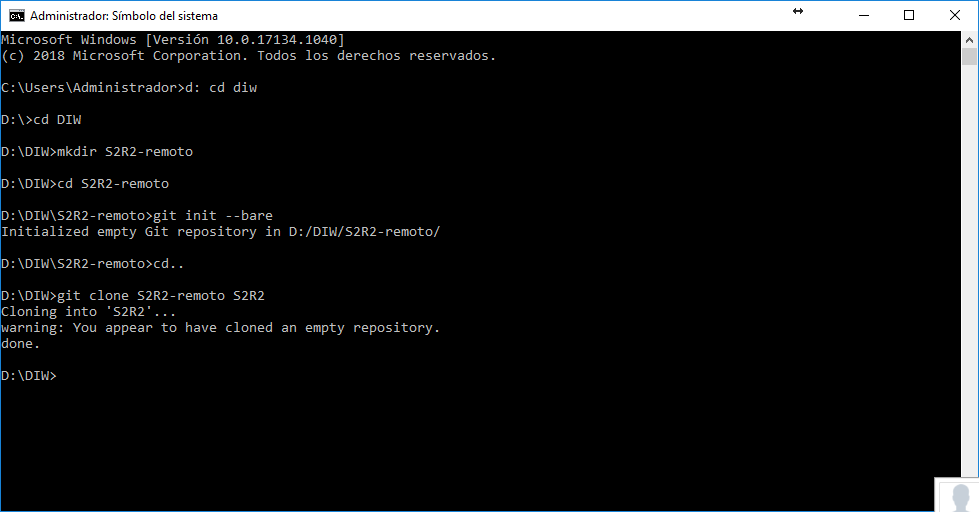 Administrador: Símbolo del sistema
Microsoft Windows [Versión 10.0.17134.1040]
(c) 2018 Microsoft Corporation. Todos los derechos reservados.
C:\Users\Administrador>d: cd diw
D:\>cd DIW
D:\DIW>mkdir S2R2-remoto
D:\DIW>cd S2R2-remoto
D:\DIW\S2R2-remoto>git init --bare
Initialized empty Git repository in D:/DIW/S2R2-remoto/
D:\DIW\S2R2-remoto>cd..
D:\DIW>git clone S2R2-remoto S2R2
Cloning into 'S2R2'...
warning: You appear to have cloned an empty repository.
done.
D:\DIW>